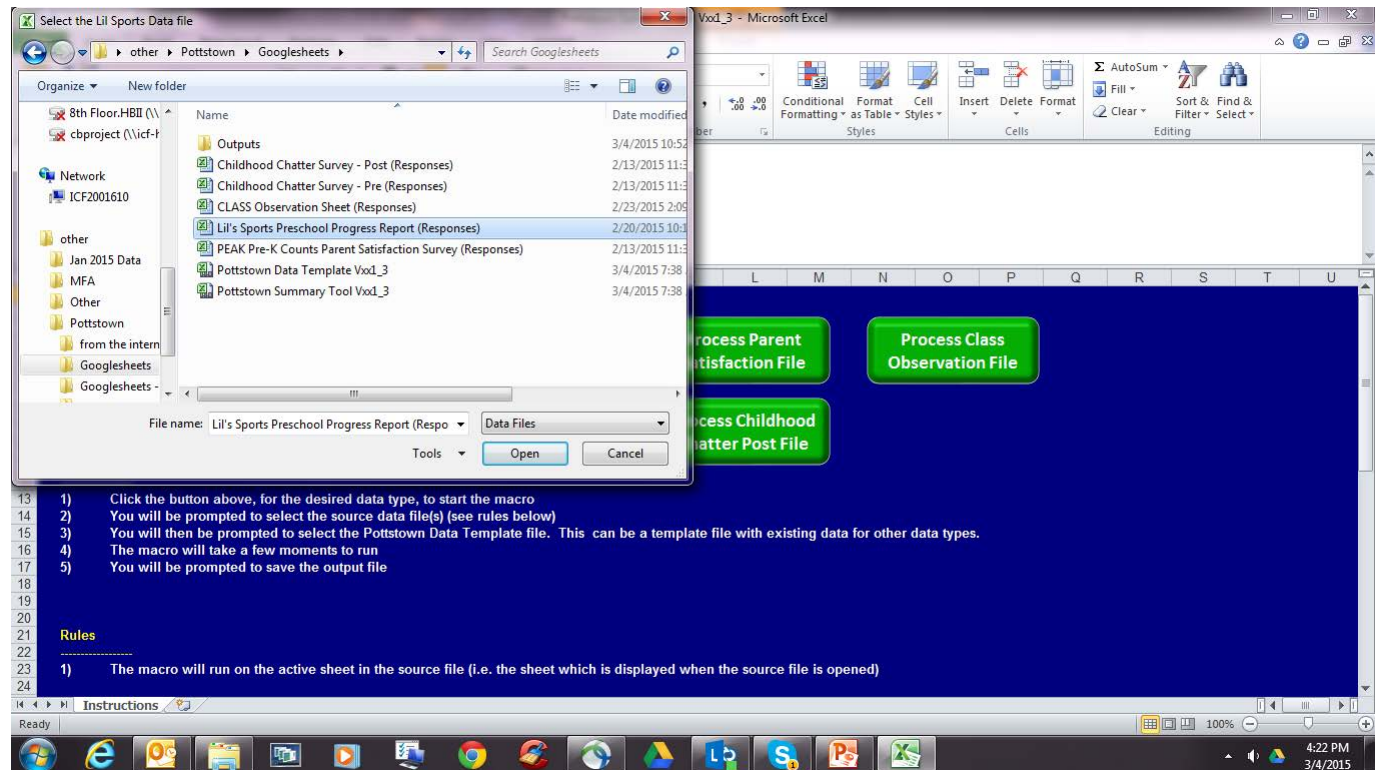 Select the Lil Sports Data file
Vxx1_3 - Microsoft Excel
other ▸ Pottstown ▸ Googlesheets ▸
Search Googlesheets
Organize
New folder
8th Floor.HBII (\\
cbproject (\\icf-h
Network
ICF2001610
other
Jan 2015 Data
MFA
Other
Pottstown
from the intern
Googlesheets
Googlesheets -
Name
Date modified
Outputs
3/4/2015 10:52
Childhood Chatter Survey - Post (Responses)
2/13/2015 11:3
Childhood Chatter Survey - Pre (Responses)
2/13/2015 11:3
CLASS Observation Sheet (Responses)
2/23/2015 2:09
Lil's Sports Preschool Progress Report (Responses)
2/20/2015 10:1
PEAK Pre-K Counts Parent Satisfaction Survey (Responses)
2/13/2015 11:3
Pottstown Data Template Vxx1_3
3/4/2015 7:38
Pottstown Summary Tool Vxx1_3
3/4/2015 7:38
File name:
Lil's Sports Preschool Progress Report (Respo
Data Files
Tools
Open
Cancel
Conditional
Formatting
Format
as Table
Cell
Styles
Insert
Delete
Format
Σ AutoSum
Fill
Clear
Sort &
Filter
Find &
Select
ber
Styles
Cells
Editing
L M N O P Q R S T U
rocess Parent
tisfaction File
Process Class
Observation File
cess Childhood
atter Post File
13 1) Click the button above, for the desired data type, to start the macro
14 2) You will be prompted to select the source data file(s) (see rules below)
15 3) You will then be prompted to select the Pottstown Data Template file. This can be a template file with existing data for other data types.
16 4) The macro will take a few moments to run
17 5) You will be prompted to save the output file
18
19
20
21 Rules
22 -----------------
23 1) The macro will run on the active sheet in the source file (i.e. the sheet which is displayed when the source file is opened)
24
Instructions
Ready
100%
4:22 PM
3/4/2015